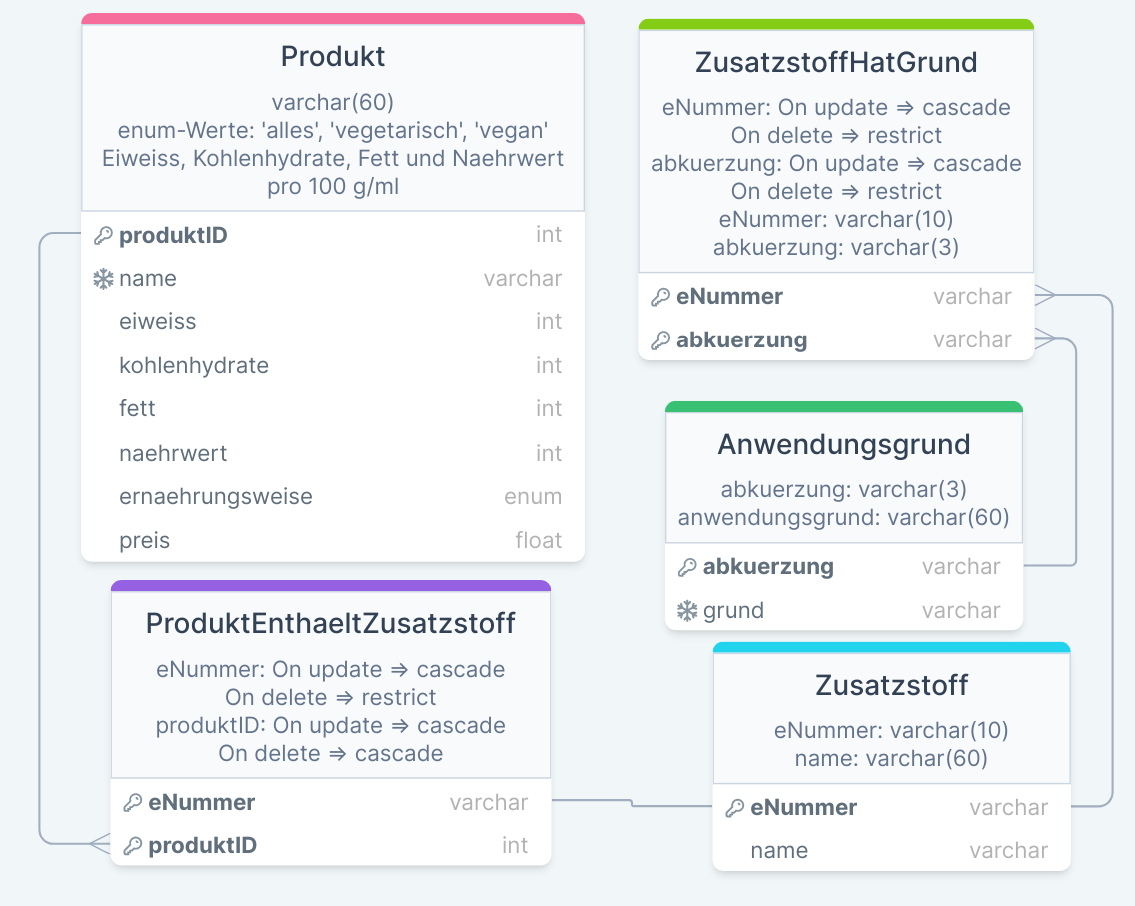 Produkt
varchar(60)
enum-Werte: 'alles', 'vegetarisch', 'vegan'
Eiweiss, Kohlenhydrate, Fett und Naehrwert
pro 100 g/ml
produktID int
name varchar
eiweiss int
kohlenhydrate int
fett int
naehrwert int
ernaehrungsweise enum
preis float
ZusatzstoffHatGrund
eNummer: On update => cascade
On delete => restrict
abkuerzung: On update => cascade
On delete => restrict
eNummer: varchar(10)
abkuerzung: varchar(3)
eNummer varchar
abkuerzung varchar
Anwendungsgrund
abkuerzung: varchar(3)
anwendungsgrund: varchar(60)
abkuerzung varchar
grund varchar
ProduktEnthaeltZusatzstoff
eNummer: On update => cascade
On delete => restrict
produktID: On update => cascade
On delete => cascade
eNummer varchar
produktID int
Zusatzstoff
eNummer: varchar(10)
name: varchar(60)
eNummer varchar
name varchar